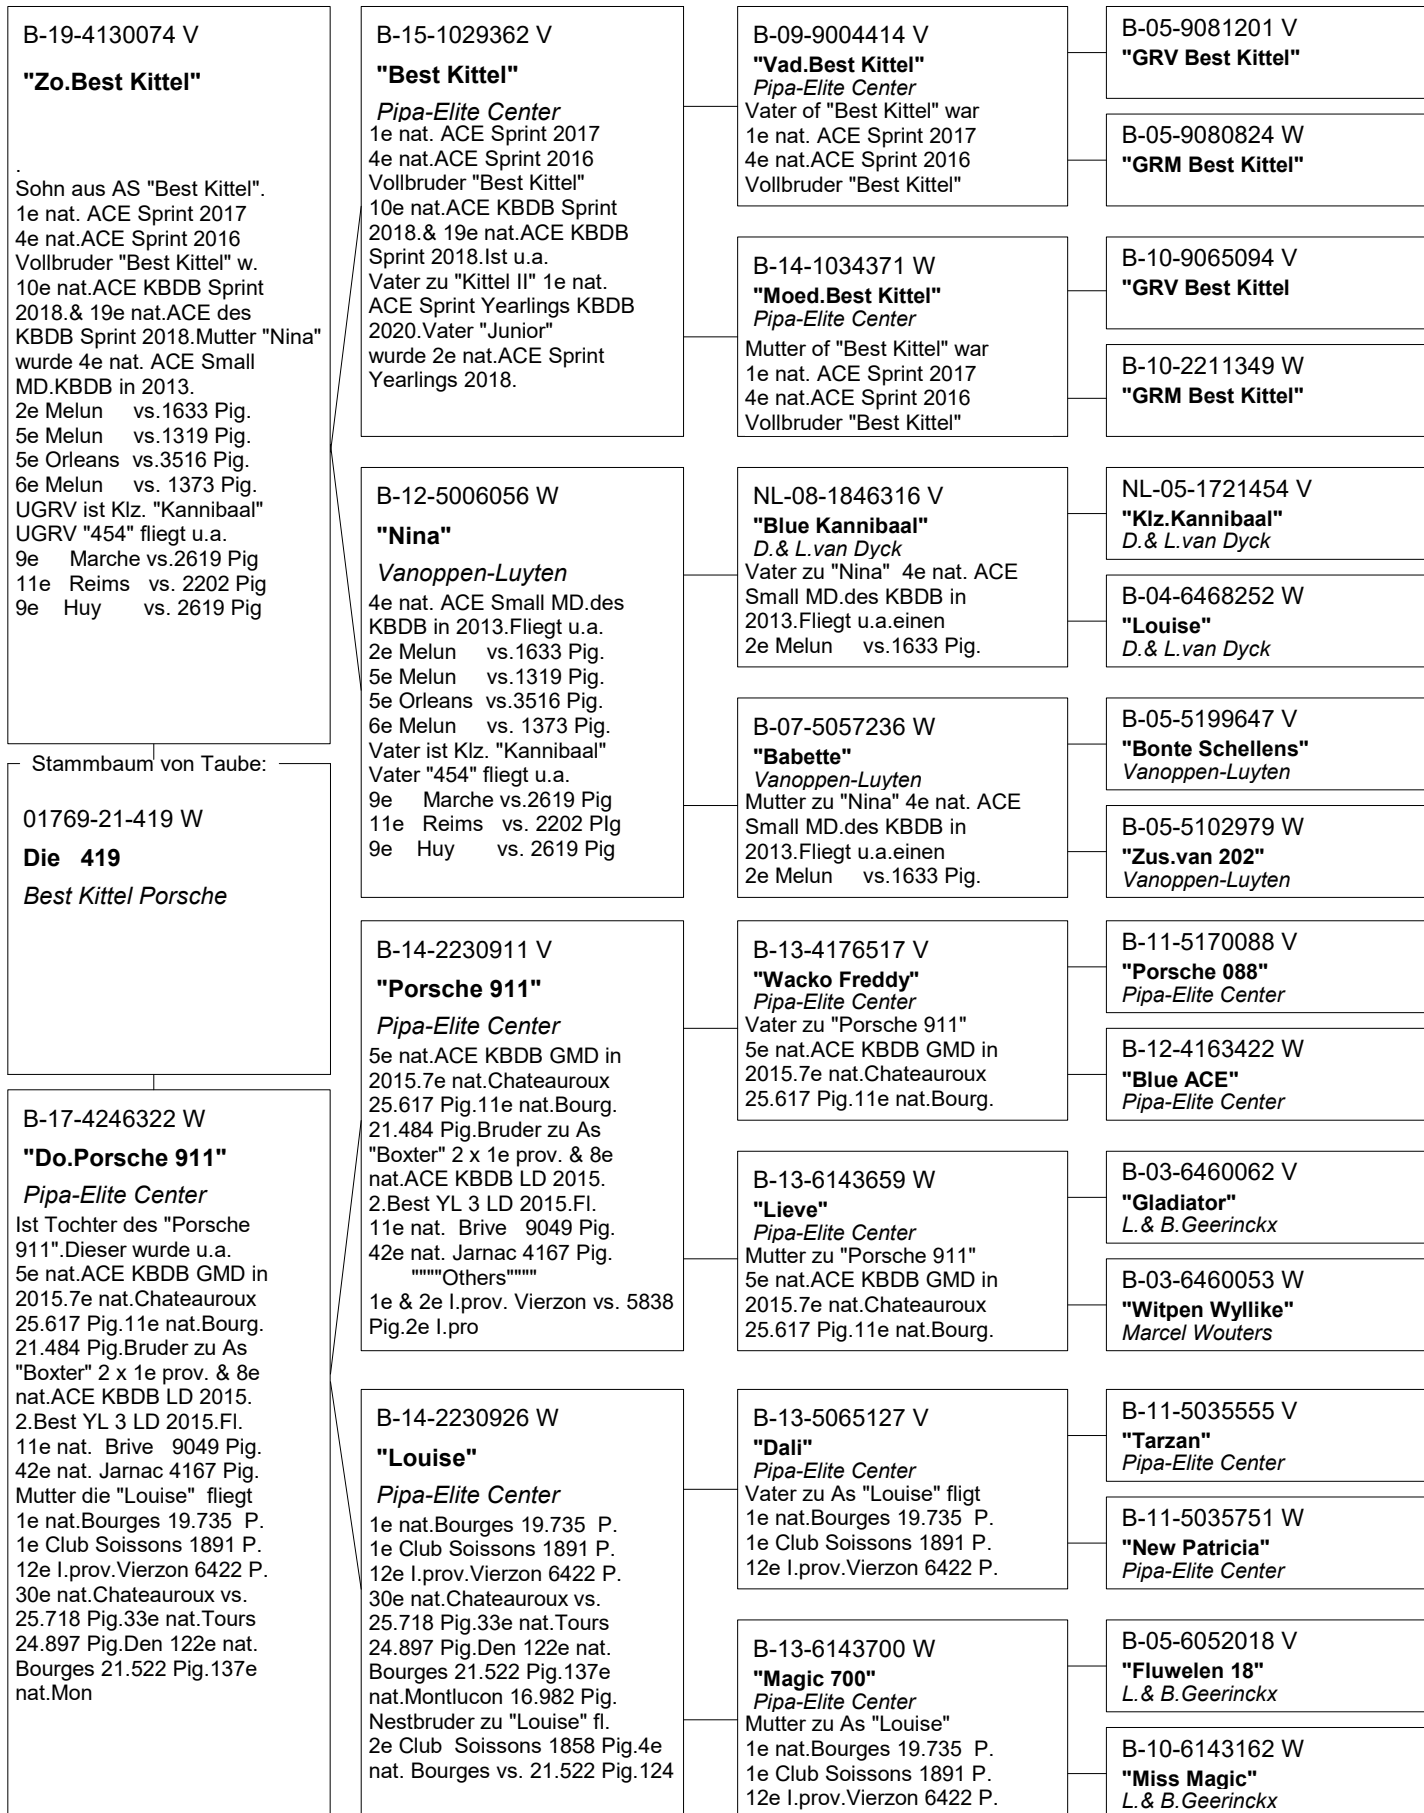 B-19-4130074 V
"Zo.Best Kittel"
.
Sohn aus AS "Best Kittel".
1e nat. ACE Sprint 2017
4e nat.ACE Sprint 2016
Vollbruder "Best Kittel" w.
10e nat.ACE KBDB Sprint
2018.& 19e nat.ACE des
KBDB Sprint 2018.Mutter "Nina"
wurde 4e nat. ACE Small
MD.KBDB in 2013.
2e Melun vs.1633 Pig.
5e Melun vs.1319 Pig.
5e Orleans vs.3516 Pig.
6e Melun vs. 1373 Pig.
UGRV ist Klz. "Kannibaal"
UGRV "454" fliegt u.a.
9e Marche vs.2619 Pig
11e Reims vs. 2202 Pig
9e Huy vs. 2619 Pig
Stammbaum von Taube:
01769-21-419 W
Die 419
Best Kittel Porsche
B-17-4246322 W
"Do.Porsche 911"
Pipa-Elite Center
Ist Tochter des "Porsche
911".Dieser wurde u.a.
5e nat.ACE KBDB GMD in
2015.7e nat.Chateauroux
25.617 Pig.11e nat.Bourg.
21.484 Pig.Bruder zu As
"Boxter" 2 x 1e prov. & 8e
nat.ACE KBDB LD 2015.
2.Best YL 3 LD 2015.Fl.
11e nat. Brive 9049 Pig.
42e nat. Jarnac 4167 Pig.
Mutter die "Louise" fliegt
1e nat.Bourges 19.735 P.
1e Club Soissons 1891 P.
12e I.prov.Vierzon 6422 P.
30e nat.Chateauroux vs.
25.718 Pig.33e nat.Tours
24.897 Pig.Den 122e nat.
Bourges 21.522 Pig.137e
nat.Mon
B-15-1029362 V
"Best Kittel"
Pipa-Elite Center
1e nat. ACE Sprint 2017
4e nat.ACE Sprint 2016
Vollbruder "Best Kittel"
10e nat.ACE KBDB Sprint
2018.& 19e nat.ACE KBDB
Sprint 2018.Ist u.a.
Vater zu "Kittel II" 1e nat.
ACE Sprint Yearlings KBDB
2020.Vater "Junior"
wurde 2e nat.ACE Sprint
Yearlings 2018.
B-12-5006056 W
"Nina"
Vanoppen-Luyten
4e nat. ACE Small MD.des
KBDB in 2013.Fliegt u.a.
2e Melun vs.1633 Pig.
5e Melun vs.1319 Pig.
5e Orleans vs.3516 Pig.
6e Melun vs. 1373 Pig.
Vater ist Klz. "Kannibaal"
Vater "454" fliegt u.a.
9e Marche vs.2619 Pig
11e Reims vs. 2202 PIg
9e Huy vs. 2619 Pig
B-14-2230911 V
"Porsche 911"
Pipa-Elite Center
5e nat.ACE KBDB GMD in
2015.7e nat.Chateauroux
25.617 Pig.11e nat.Bourg.
21.484 Pig.Bruder zu As
"Boxter" 2 x 1e prov. & 8e
nat.ACE KBDB LD 2015.
2.Best YL 3 LD 2015.Fl.
11e nat. Brive 9049 Pig.
42e nat. Jarnac 4167 Pig.
""""Others""""
1e & 2e I.prov. Vierzon vs. 5838
Pig.2e I.pro
B-14-2230926 W
"Louise"
Pipa-Elite Center
1e nat.Bourges 19.735 P.
1e Club Soissons 1891 P.
12e I.prov.Vierzon 6422 P.
30e nat.Chateauroux vs.
25.718 Pig.33e nat.Tours
24.897 Pig.Den 122e nat.
Bourges 21.522 Pig.137e
nat.Montlucon 16.982 Pig.
Nestbruder zu "Louise" fl.
2e Club Soissons 1858 Pig.4e
nat. Bourges vs. 21.522 Pig.124
B-09-9004414 V
"Vad.Best Kittel"
Pipa-Elite Center
Vater of "Best Kittel" war
1e nat. ACE Sprint 2017
4e nat.ACE Sprint 2016
Vollbruder "Best Kittel"
B-14-1034371 W
"Moed.Best Kittel"
Pipa-Elite Center
Mutter of "Best Kittel" war
1e nat. ACE Sprint 2017
4e nat.ACE Sprint 2016
Vollbruder "Best Kittel"
NL-08-1846316 V
"Blue Kannibaal"
D.& L.van Dyck
Vater zu "Nina" 4e nat. ACE
Small MD.des KBDB in
2013.Fliegt u.a.einen
2e Melun vs.1633 Pig.
B-07-5057236 W
"Babette"
Vanoppen-Luyten
Mutter zu "Nina" 4e nat. ACE
Small MD.des KBDB in
2013.Fliegt u.a.einen
2e Melun vs.1633 Pig.
B-13-4176517 V
"Wacko Freddy"
Pipa-Elite Center
Vater zu "Porsche 911"
5e nat.ACE KBDB GMD in
2015.7e nat.Chateauroux
25.617 Pig.11e nat.Bourg.
B-13-6143659 W
"Lieve"
Pipa-Elite Center
Mutter zu "Porsche 911"
5e nat.ACE KBDB GMD in
2015.7e nat.Chateauroux
25.617 Pig.11e nat.Bourg.
B-13-5065127 V
"Dali"
Pipa-Elite Center
Vater zu As "Louise" fligt
1e nat.Bourges 19.735 P.
1e Club Soissons 1891 P.
12e I.prov.Vierzon 6422 P.
B-13-6143700 W
"Magic 700"
Pipa-Elite Center
Mutter zu As "Louise"
1e nat.Bourges 19.735 P.
1e Club Soissons 1891 P.
12e I.prov.Vierzon 6422 P.
B-05-9081201 V
"GRV Best Kittel"
B-05-9080824 W
"GRM Best Kittel"
B-10-9065094 V
"GRV Best Kittel
B-10-2211349 W
"GRM Best Kittel"
NL-05-1721454 V
"Klz.Kannibaal"
D.& L.van Dyck
B-04-6468252 W
"Louise"
D.& L.van Dyck
B-05-5199647 V
"Bonte Schellens"
Vanoppen-Luyten
B-05-5102979 W
"Zus.van 202"
Vanoppen-Luyten
B-11-5170088 V
"Porsche 088"
Pipa-Elite Center
B-12-4163422 W
"Blue ACE"
Pipa-Elite Center
B-03-6460062 V
"Gladiator"
L.& B.Geerinckx
B-03-6460053 W
"Witpen Wyllike"
Marcel Wouters
B-11-5035555 V
"Tarzan"
Pipa-Elite Center
B-11-5035751 W
"New Patricia"
Pipa-Elite Center
B-05-6052018 V
"Fluwelen 18"
L.& B.Geerinckx
B-10-6143162 W
"Miss Magic"
L.& B.Geerinckx